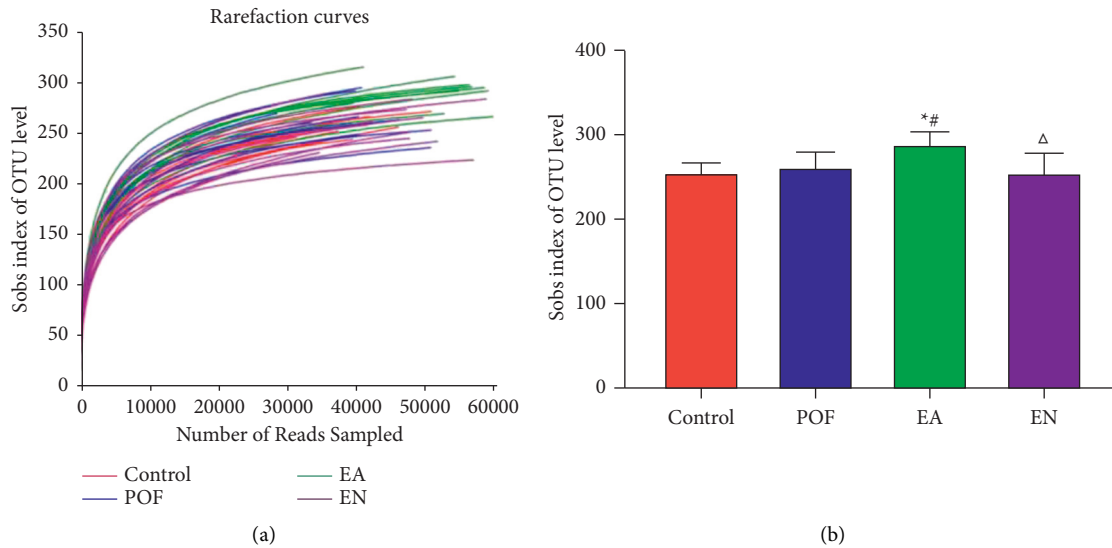 Rarefaction curves
350
300
250
200
150
100
50
0
Sobs index of OTU level
0 10000 20000 30000 40000 50000 60000
Number of Reads Sampled
Control
POF
EA
EN
(a)
400
300
200
100
0
Sobs index of OTU level
*#
Δ
Control POF EA EN
(b)